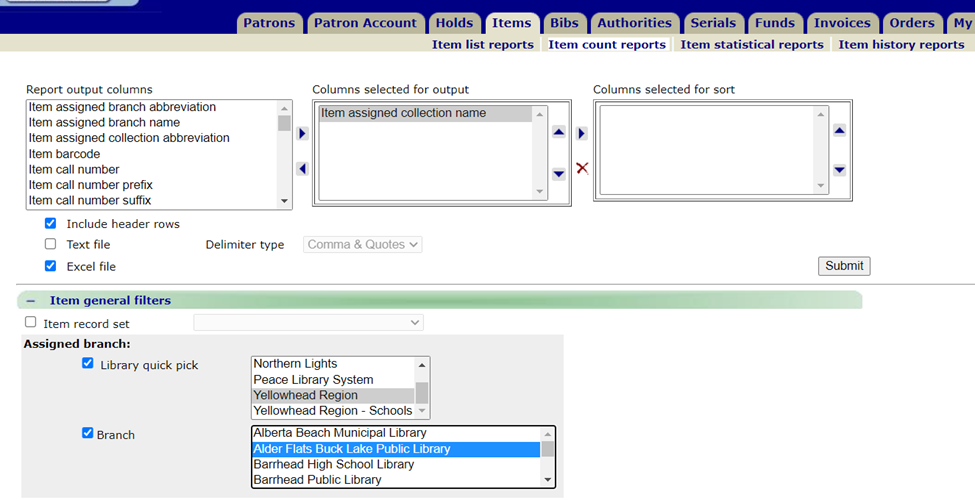 Patrons Patron Account Holds Items Bibs Authorities Serials Funds Invoices Orders My
Item list reports Item count reports Item statistical reports Item history reports
Report output columns Columns selected for output Columns selected for sort
Item assigned branch abbreviation
Item assigned branch name
Item assigned collection abbreviation
Item barcode
Item call number
Item call number prefix
Item call number suffix
Item assigned collection name
Include header rows
Text file Delimiter type Comma & Quotes
Excel file Submit
Item general filters
Item record set
Assigned branch:
Library quick pick
Northern Lights
Peace Library System
Yellowhead Region
Yellowhead Region - Schools
Branch
Alberta Beach Municipal Library
Alder Flats Buck Lake Public Library
Barrhead High School Library
Barrhead Public Library